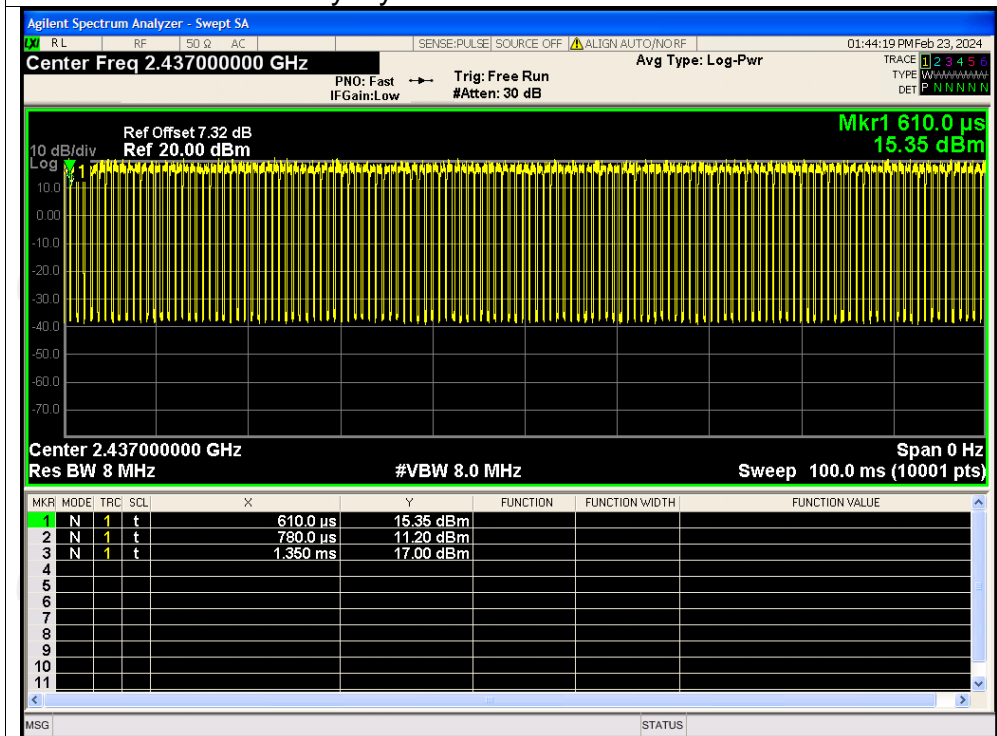 Agilent Spectrum Analyzer - Swept SA
LXI RL RF 50 Ω AC SENSE:PULSE SOURCE OFF ALIGN AUTO/NO RF 01:44:19 PM Feb 23, 2024
Center Freq 2.437000000 GHz Avg Type: Log-Pwr TRACE 1 2 3 4 5 6
PNO: Fast Trig: Free Run TYPE W
IFGain:Low #Atten: 30 dB DET P N N N N N
Mkr1 610.0 µs
Ref Offset 7.32 dB
10 dB/div Ref 20.00 dBm 15.35 dBm
Log
1
10.0
0.00
-10.0
-20.0
-30.0
-40.0
-50.0
-60.0
-70.0
Center 2.437000000 GHz Span 0 Hz
Res BW 8 MHz #VBW 8.0 MHz Sweep 100.0 ms (10001 pts)
MKR MODE TRC SCL X Y FUNCTION FUNCTION WIDTH FUNCTION VALUE
1 N 1 t 610.0 µs 15.35 dBm
2 N 1 t 780.0 µs 11.20 dBm
3 N 1 t 1.350 ms 17.00 dBm
4
5
6
7
8
9
10
11
MSG STATUS